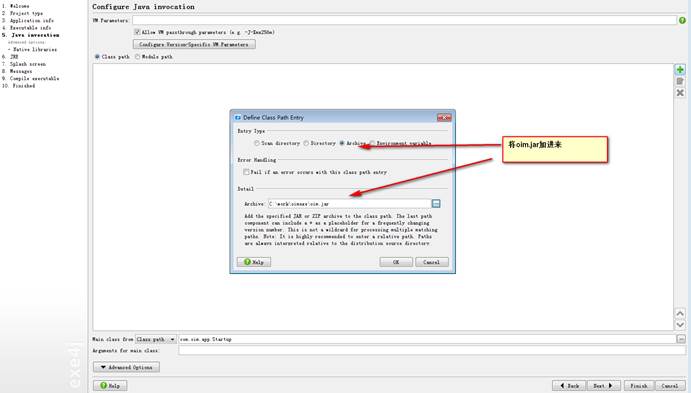 1. Welcome
2. Project type
3. Application info
4. Executable info
5. Java invocation
advanced options:
- Native libraries
6. JRE
7. Splash screen
8. Messages
9. Compile executable
10. Finished
exe4j
Configure Java invocation
VM Parameters:
Allow VM passthrough parameters (e.g. -J-Xmx256m)
Configure Version-Specific VM Parameters
Class path Module path
Define Class Path Entry
Entry Type
Scan directory Directory Archive Environment variable
Error Handling
Fail if an error occurs with this class path entry
Detail
Archive: C:\work\oimexe\oim.jar
Add the specified JAR or ZIP archive to the class path. The last path
component can include a * as a placeholder for a frequently changing
version number. This is not a wildcard for processing multiple matching
paths. Note: It is highly recommended to enter a relative path. Paths
are always interpreted relative to the distribution source directory
Help OK Cancel
将oim.jar加进来
Main class from Class path com.oim.app.Startup
Arguments for main class:
Advanced Options
Help Back Next Finish Cancel